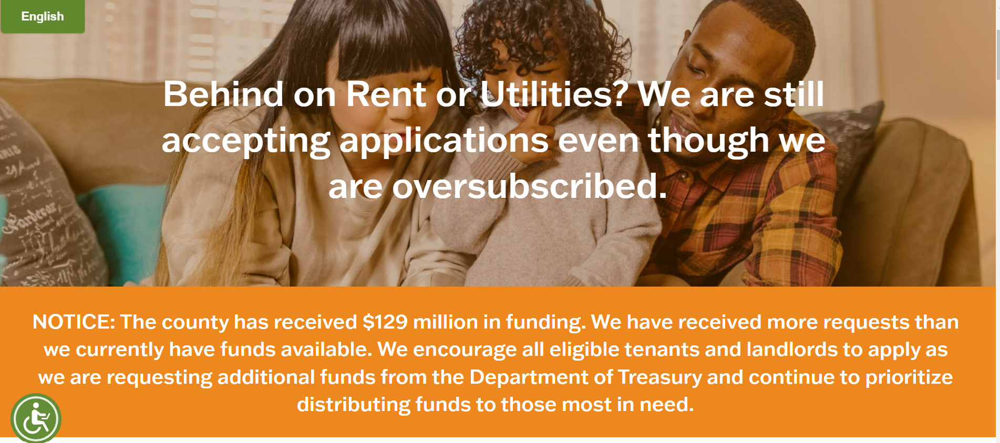 English
Behind on Rent or Utilities? We are still
accepting applications even though we
are oversubscribed.
NOTICE: The county has received $129 million in funding. We have received more requests than
we currently have funds available. We encourage all eligible tenants and landlords to apply as
we are requesting additional funds from the Department of Treasury and continue to prioritize
distributing funds to those most in need.